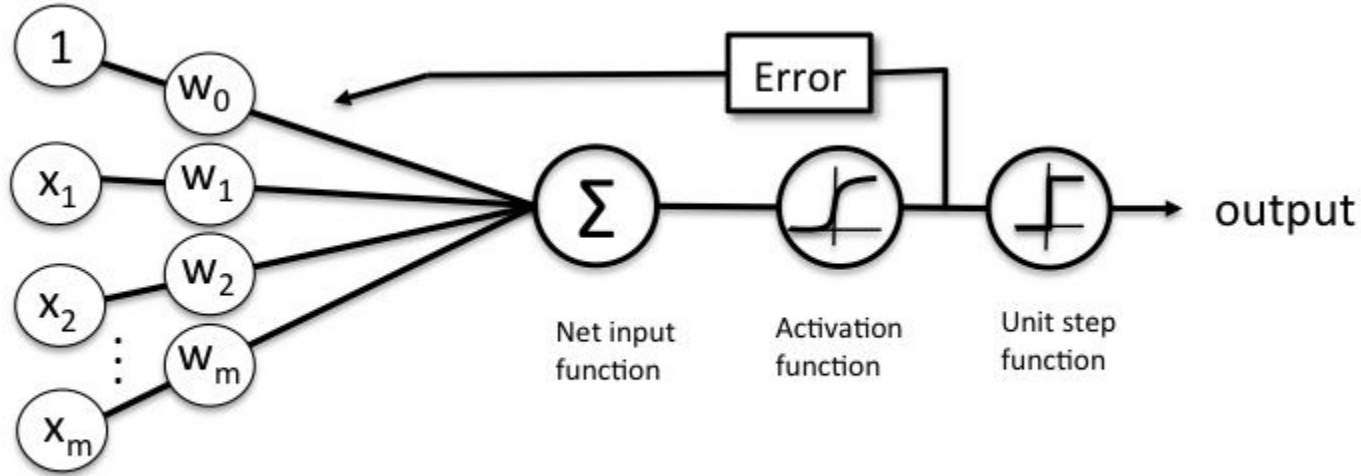 1
w₀
Error
x₁
w₁
Σ
output
x₂
w₂
⋮
wₘ
xₘ
Net input
function
Activation
function
Unit step
function